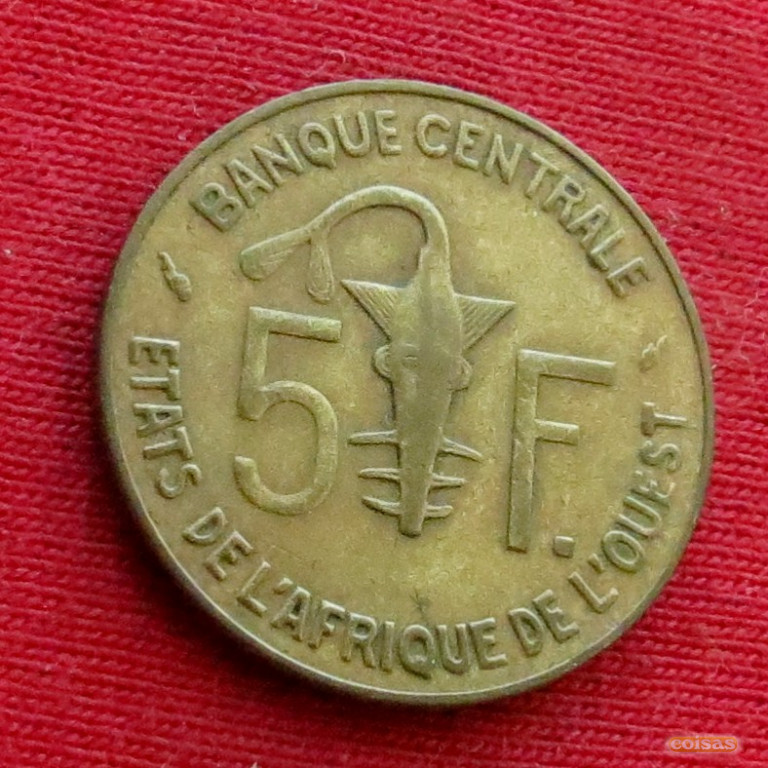 BANQUE CENTRALE
ETATS DE L'AFRIQUE DE L'OUEST
5 F.
coisas